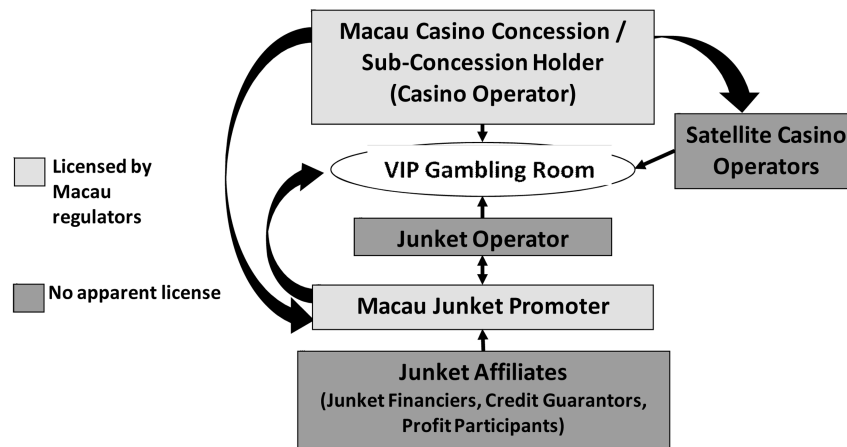 Macau Casino Concession /
Sub-Concession Holder
(Casino Operator)
Satellite Casino
Operators
VIP Gambling Room
Licensed by
Macau
regulators
Junket Operator
No apparent license
Macau Junket Promoter
Junket Affiliates
(Junket Financiers, Credit Guarantors,
Profit Participants)